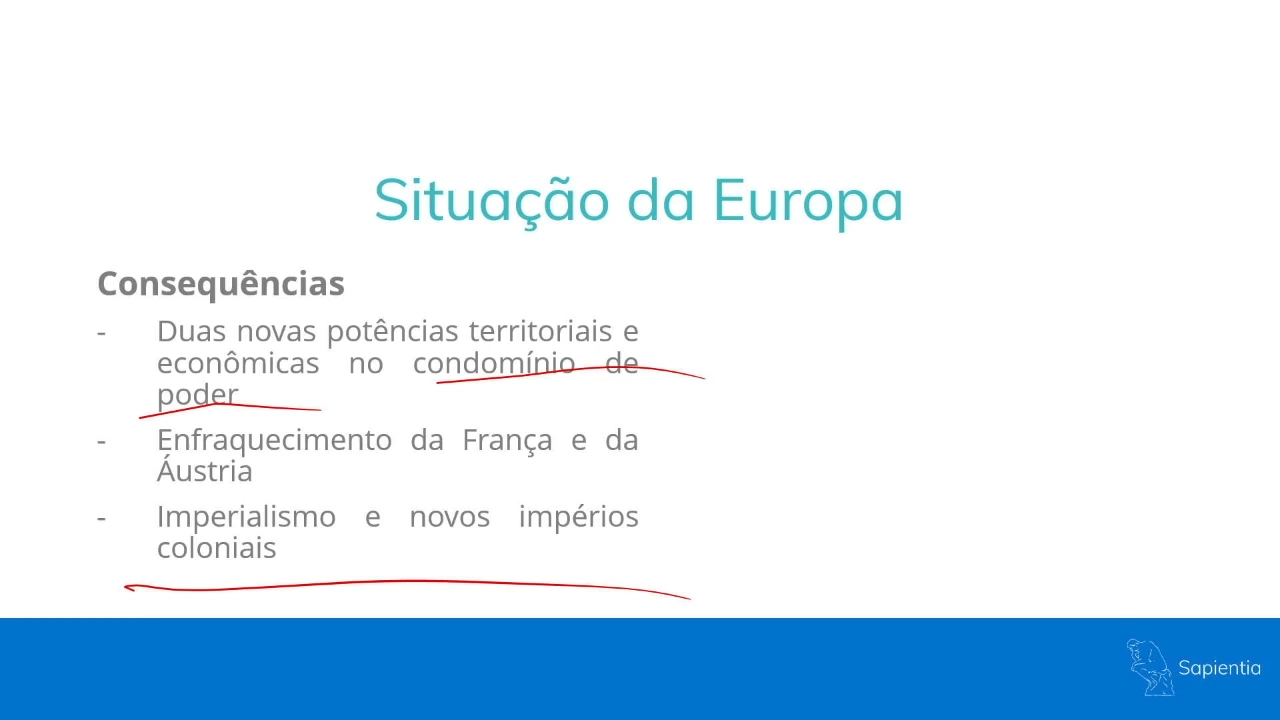 Situação da Europa
Consequências
- Duas novas potências territoriais e
econômicas no condomínio de
poder
- Enfraquecimento da França e da
Áustria
- Imperialismo e novos impérios
coloniais
Sapientia